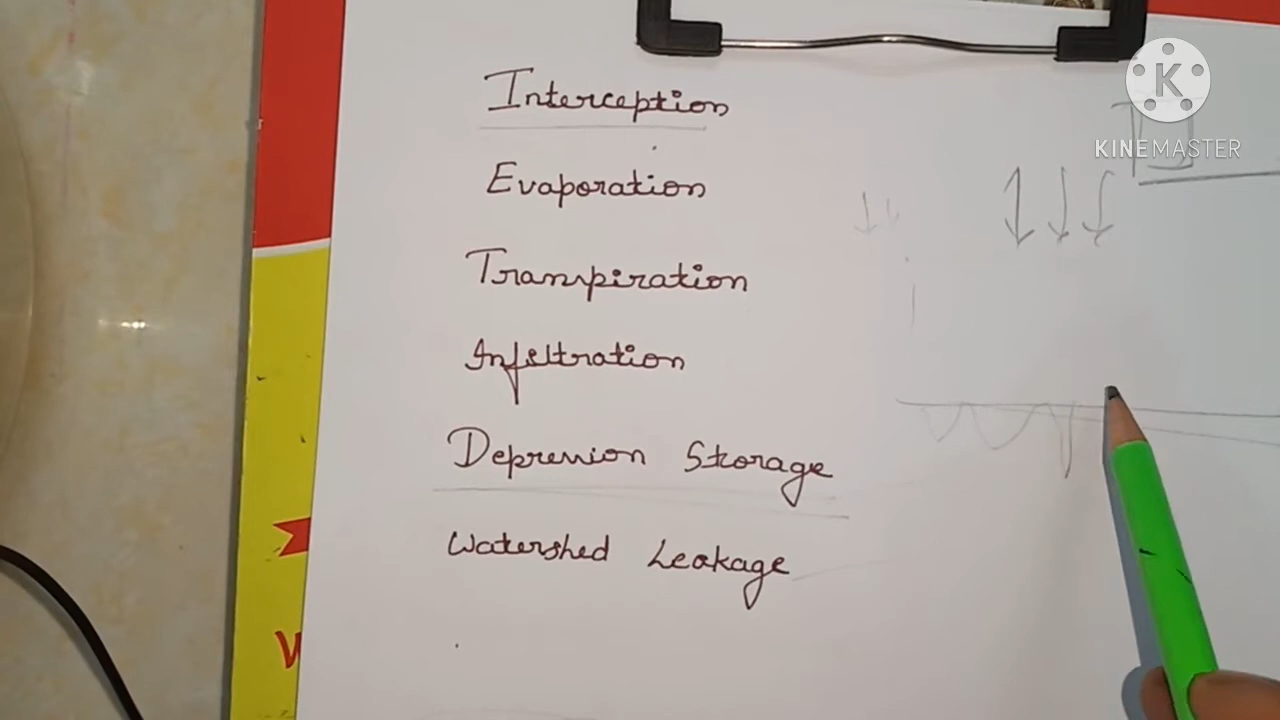 Interception
Evaporation
Transpiration
Infiltration
Depression Storage
Watershed Leakage
K
KINEMASTER